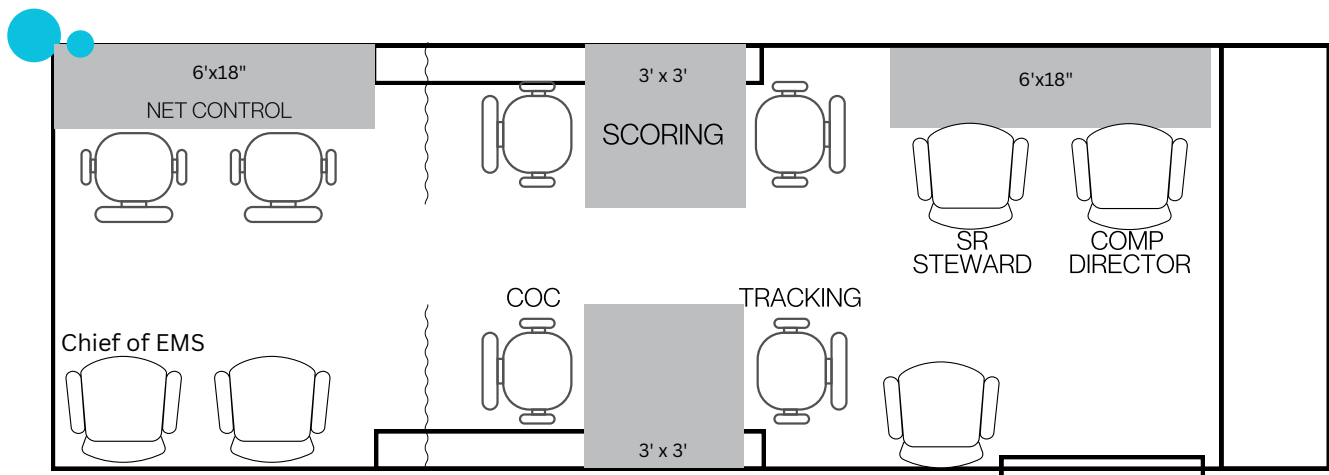 6'x18"
NET CONTROL
3' x 3'
SCORING
6'x18"
SR
STEWARD
COMP
DIRECTOR
COC
TRACKING
Chief of EMS
3' x 3'